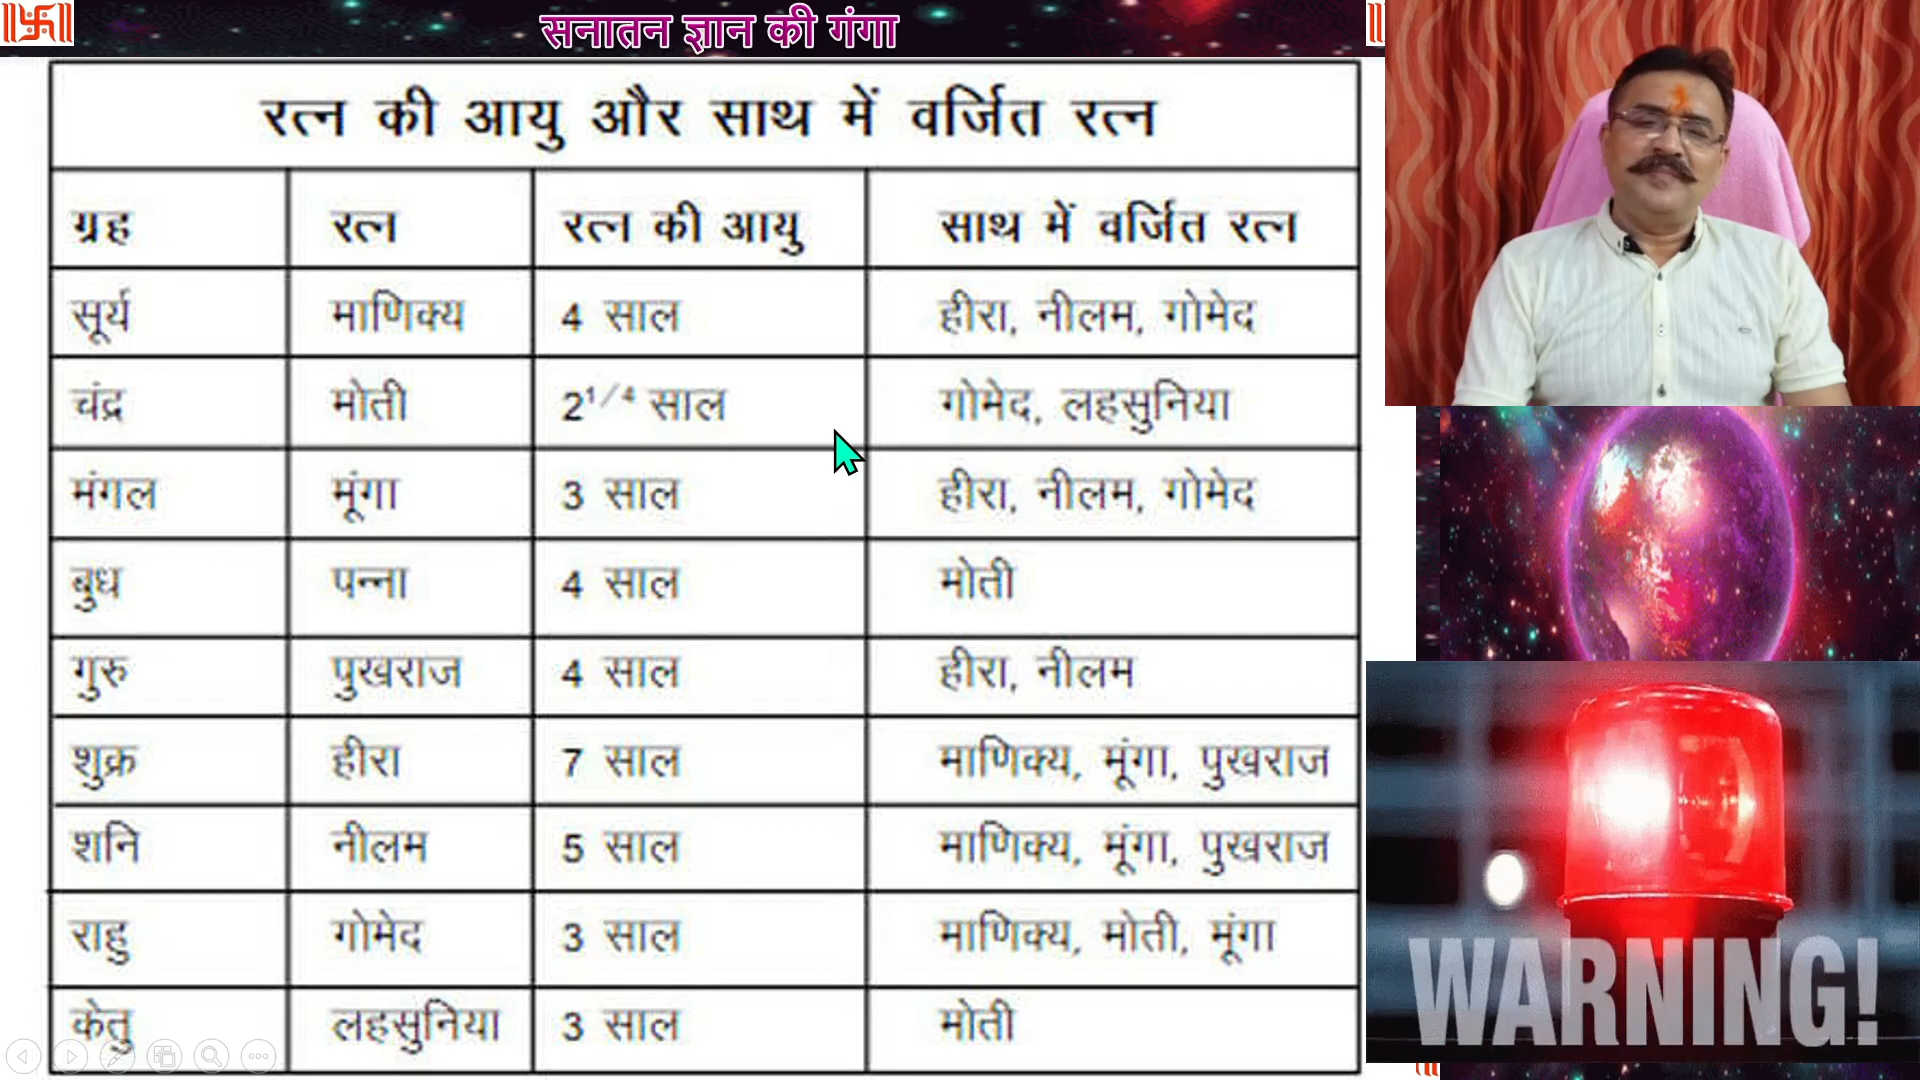 सनातन ज्ञान की गंगा
रत्न की आयु और साथ में वर्जित रत्न
ग्रह रत्न रत्न की आयु साथ में वर्जित रत्न
सूर्य माणिक्य 4 साल हीरा, नीलम, गोमेद
चंद्र मोती 2¹/⁴ साल गोमेद, लहसुनिया
मंगल मूंगा 3 साल हीरा, नीलम, गोमेद
बुध पन्ना 4 साल मोती
गुरु पुखराज 4 साल हीरा, नीलम
शुक्र हीरा 7 साल माणिक्य, मूंगा, पुखराज
शनि नीलम 5 साल माणिक्य, मूंगा, पुखराज
राहु गोमेद 3 साल माणिक्य, मोती, मूंगा
केतु लहसुनिया 3 साल मोती
WARNING!